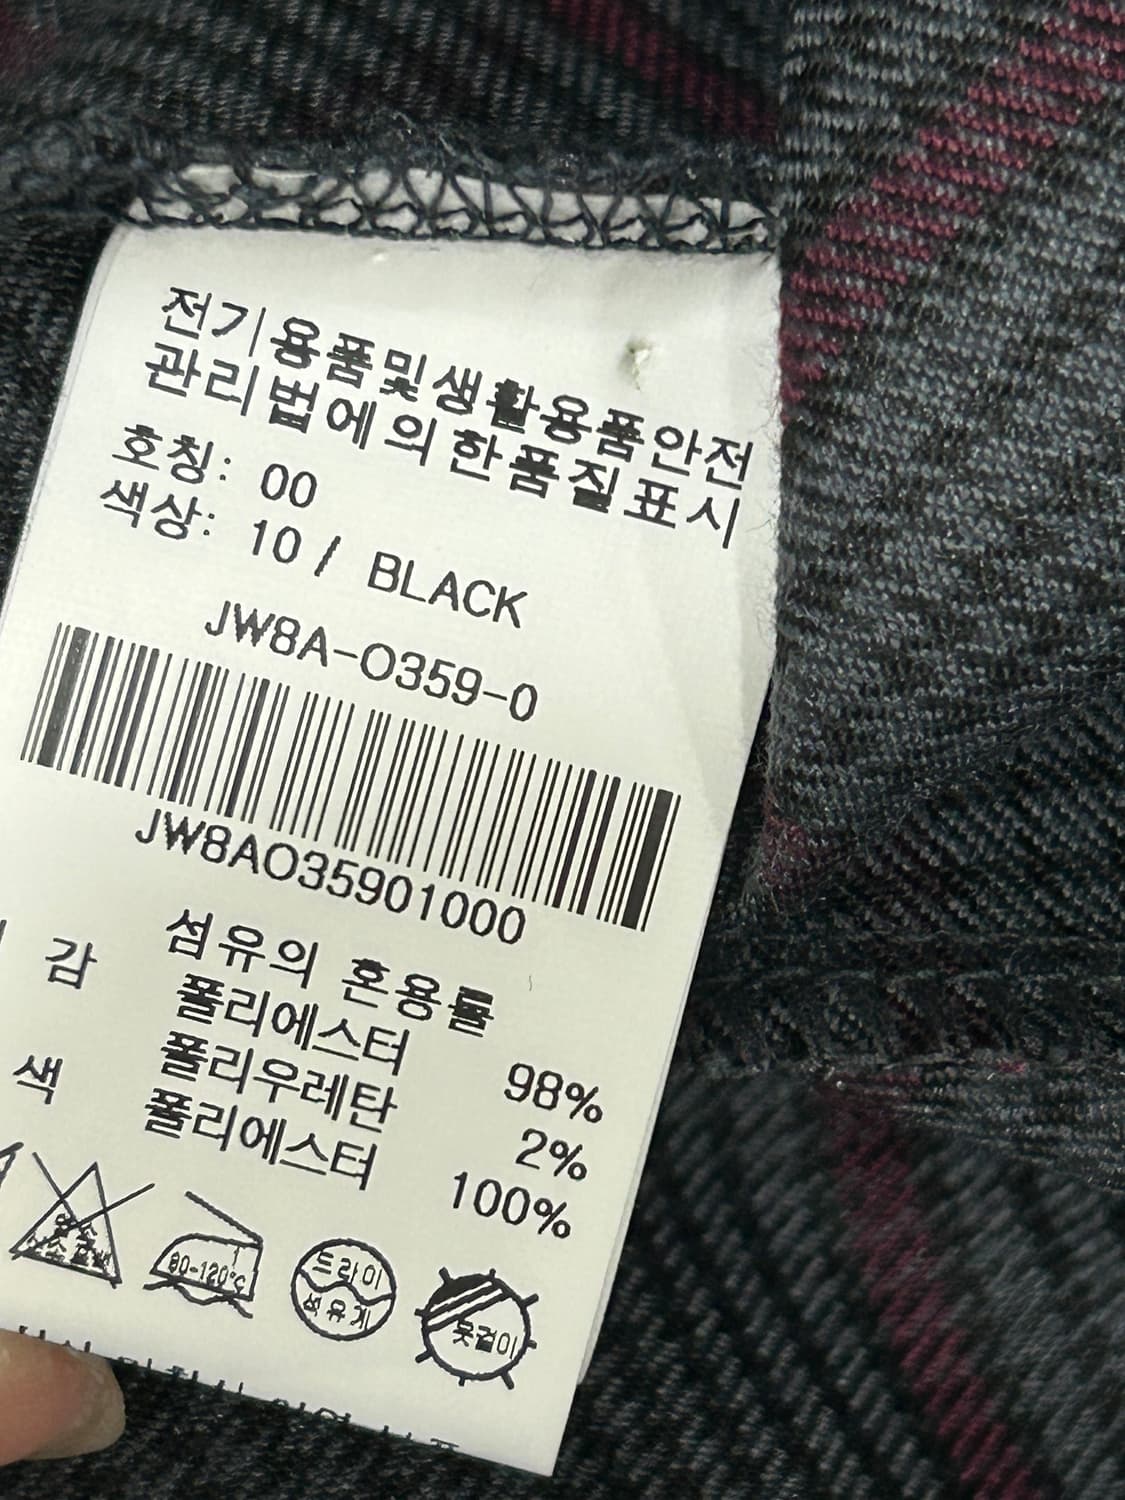 전기용품및생활용품안전
관리법에의한품질표시
호칭: 00
색상: 10 / BLACK
JW8A-O359-0
JW8AO35901000
섬유의 혼용률
감 폴리에스터 98%
폴리우레탄 2%
색 폴리에스터 100%
80-120℃
드라이
석유계
옷걸이